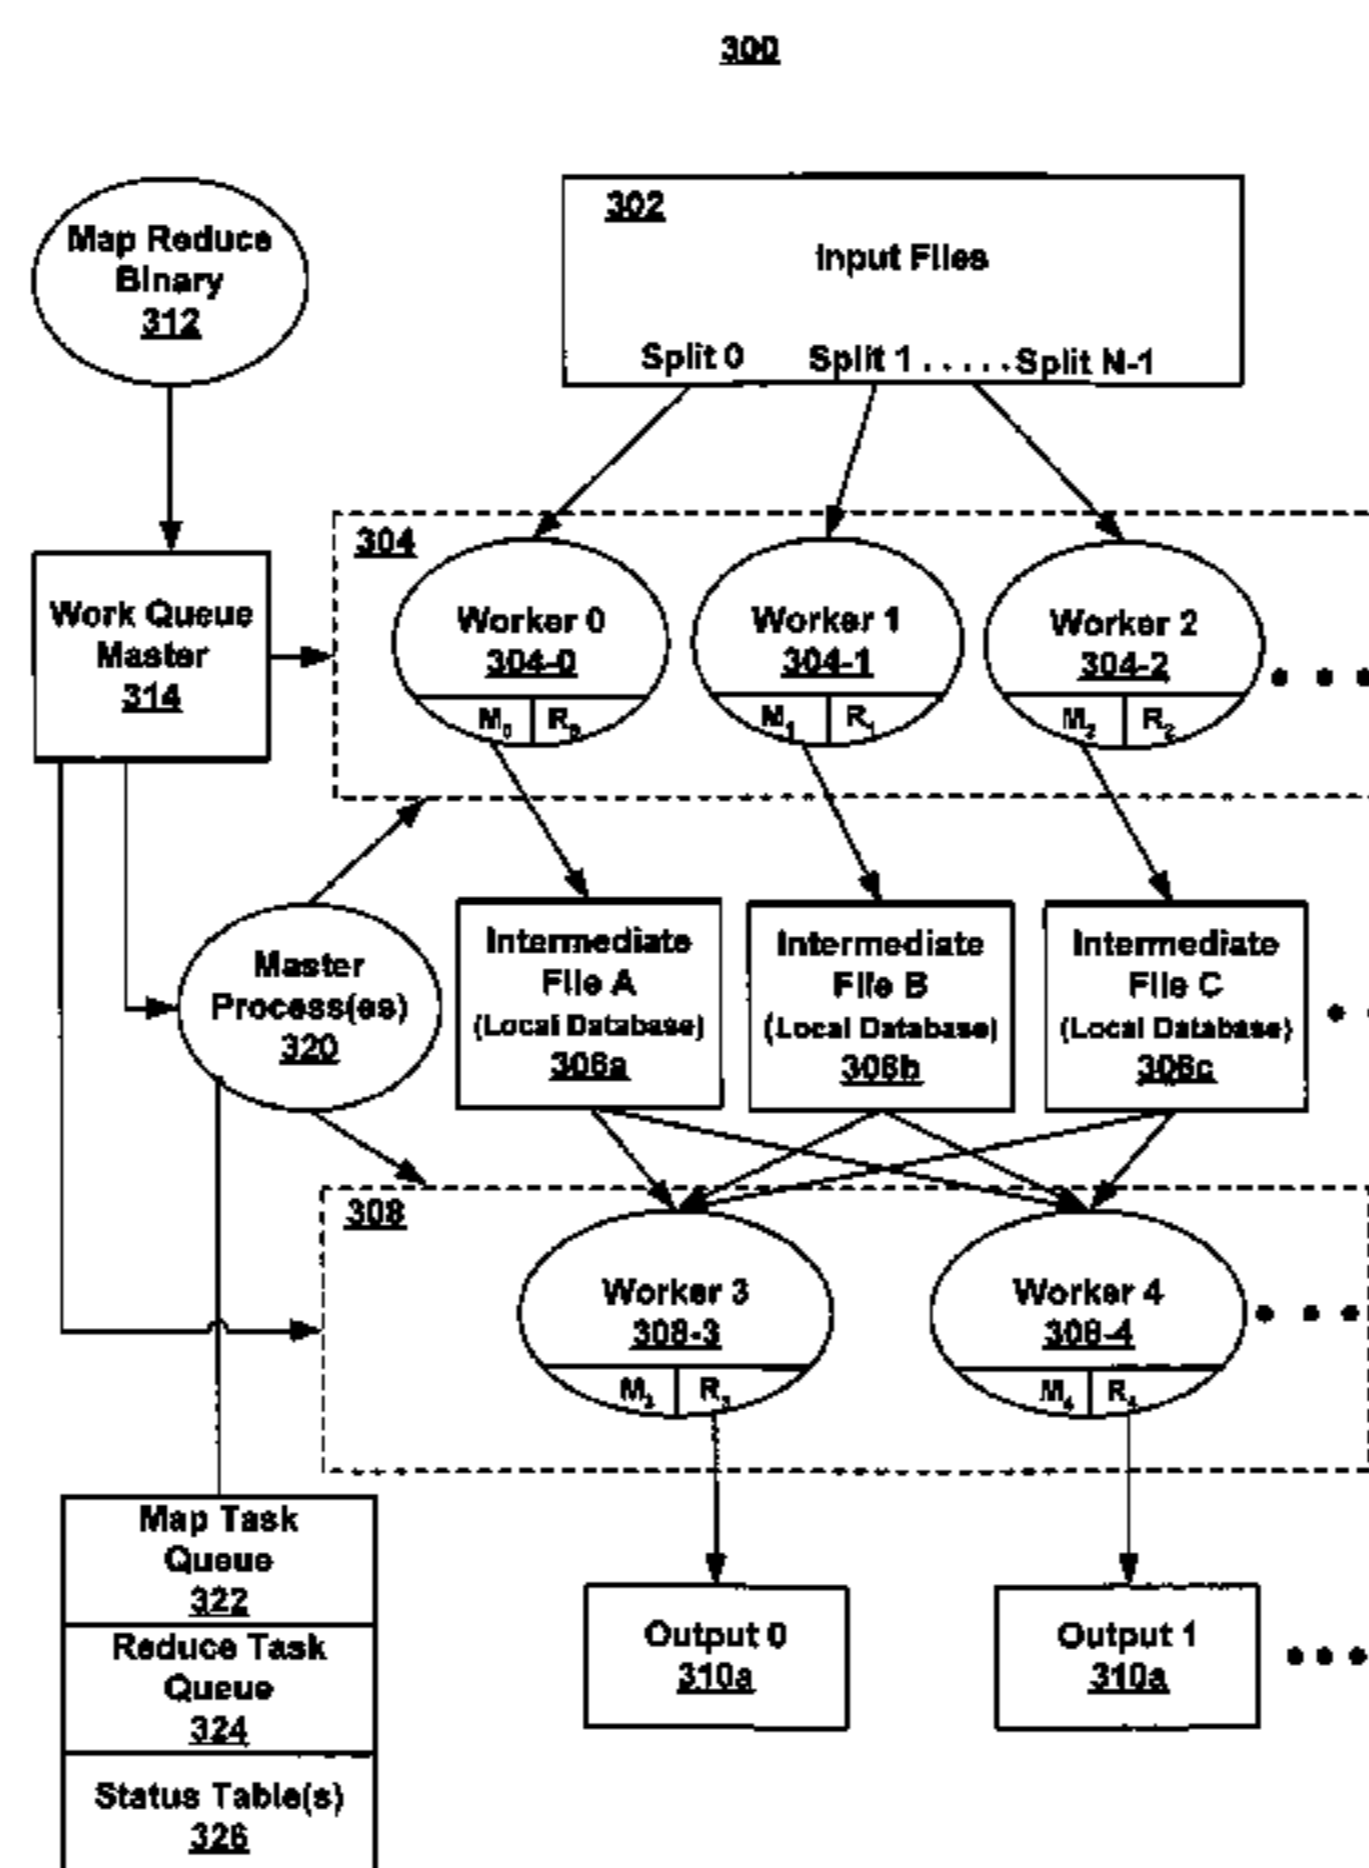 300
Map Reduce
Binary
312
302
Input Files
Split 0 Split 1 ..... Split N-1
Work Queue
Master
314
304
Worker 0
304-0
M0 R0
Worker 1
304-1
M1 R1
Worker 2
304-2
M2 R2
Master
Process(es)
320
Intermediate
File A
(Local Database)
306a
Intermediate
File B
(Local Database)
306b
Intermediate
File C
(Local Database)
306c
308
Worker 3
308-3
M3 R3
Worker 4
308-4
M4 R4
Map Task
Queue
322
Reduce Task
Queue
324
Status Table(s)
326
Output 0
310a
Output 1
310a